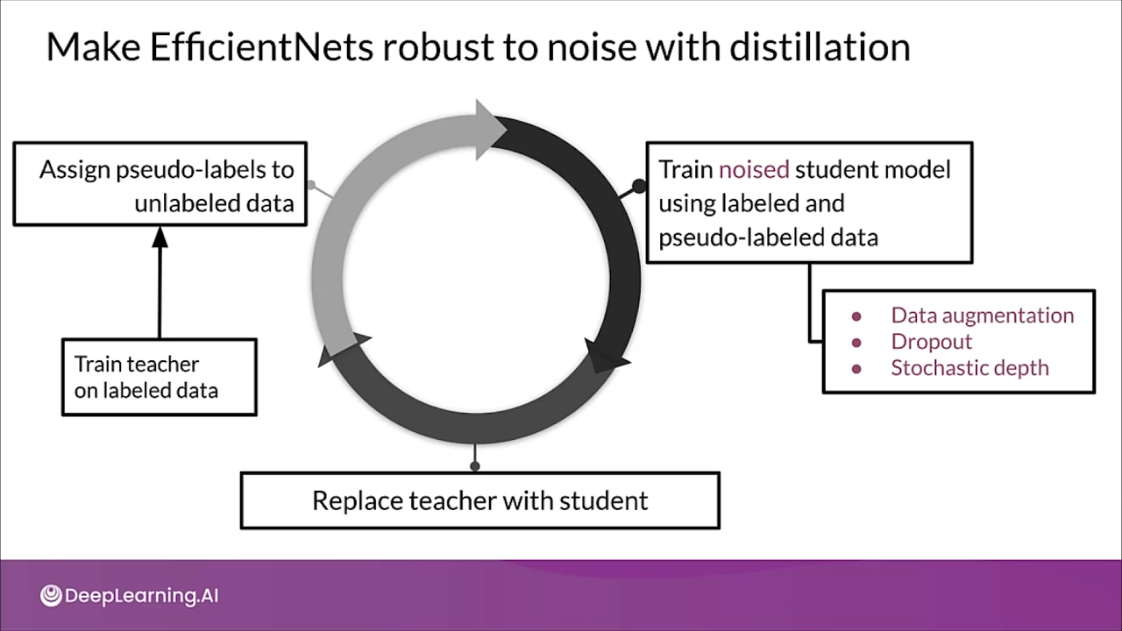 Make EfficientNets robust to noise with distillation
Assign pseudo-labels to
unlabeled data
Train noised student model
using labeled and
pseudo-labeled data
● Data augmentation
● Dropout
● Stochastic depth
Train teacher
on labeled data
Replace teacher with student
DeepLearning.AI